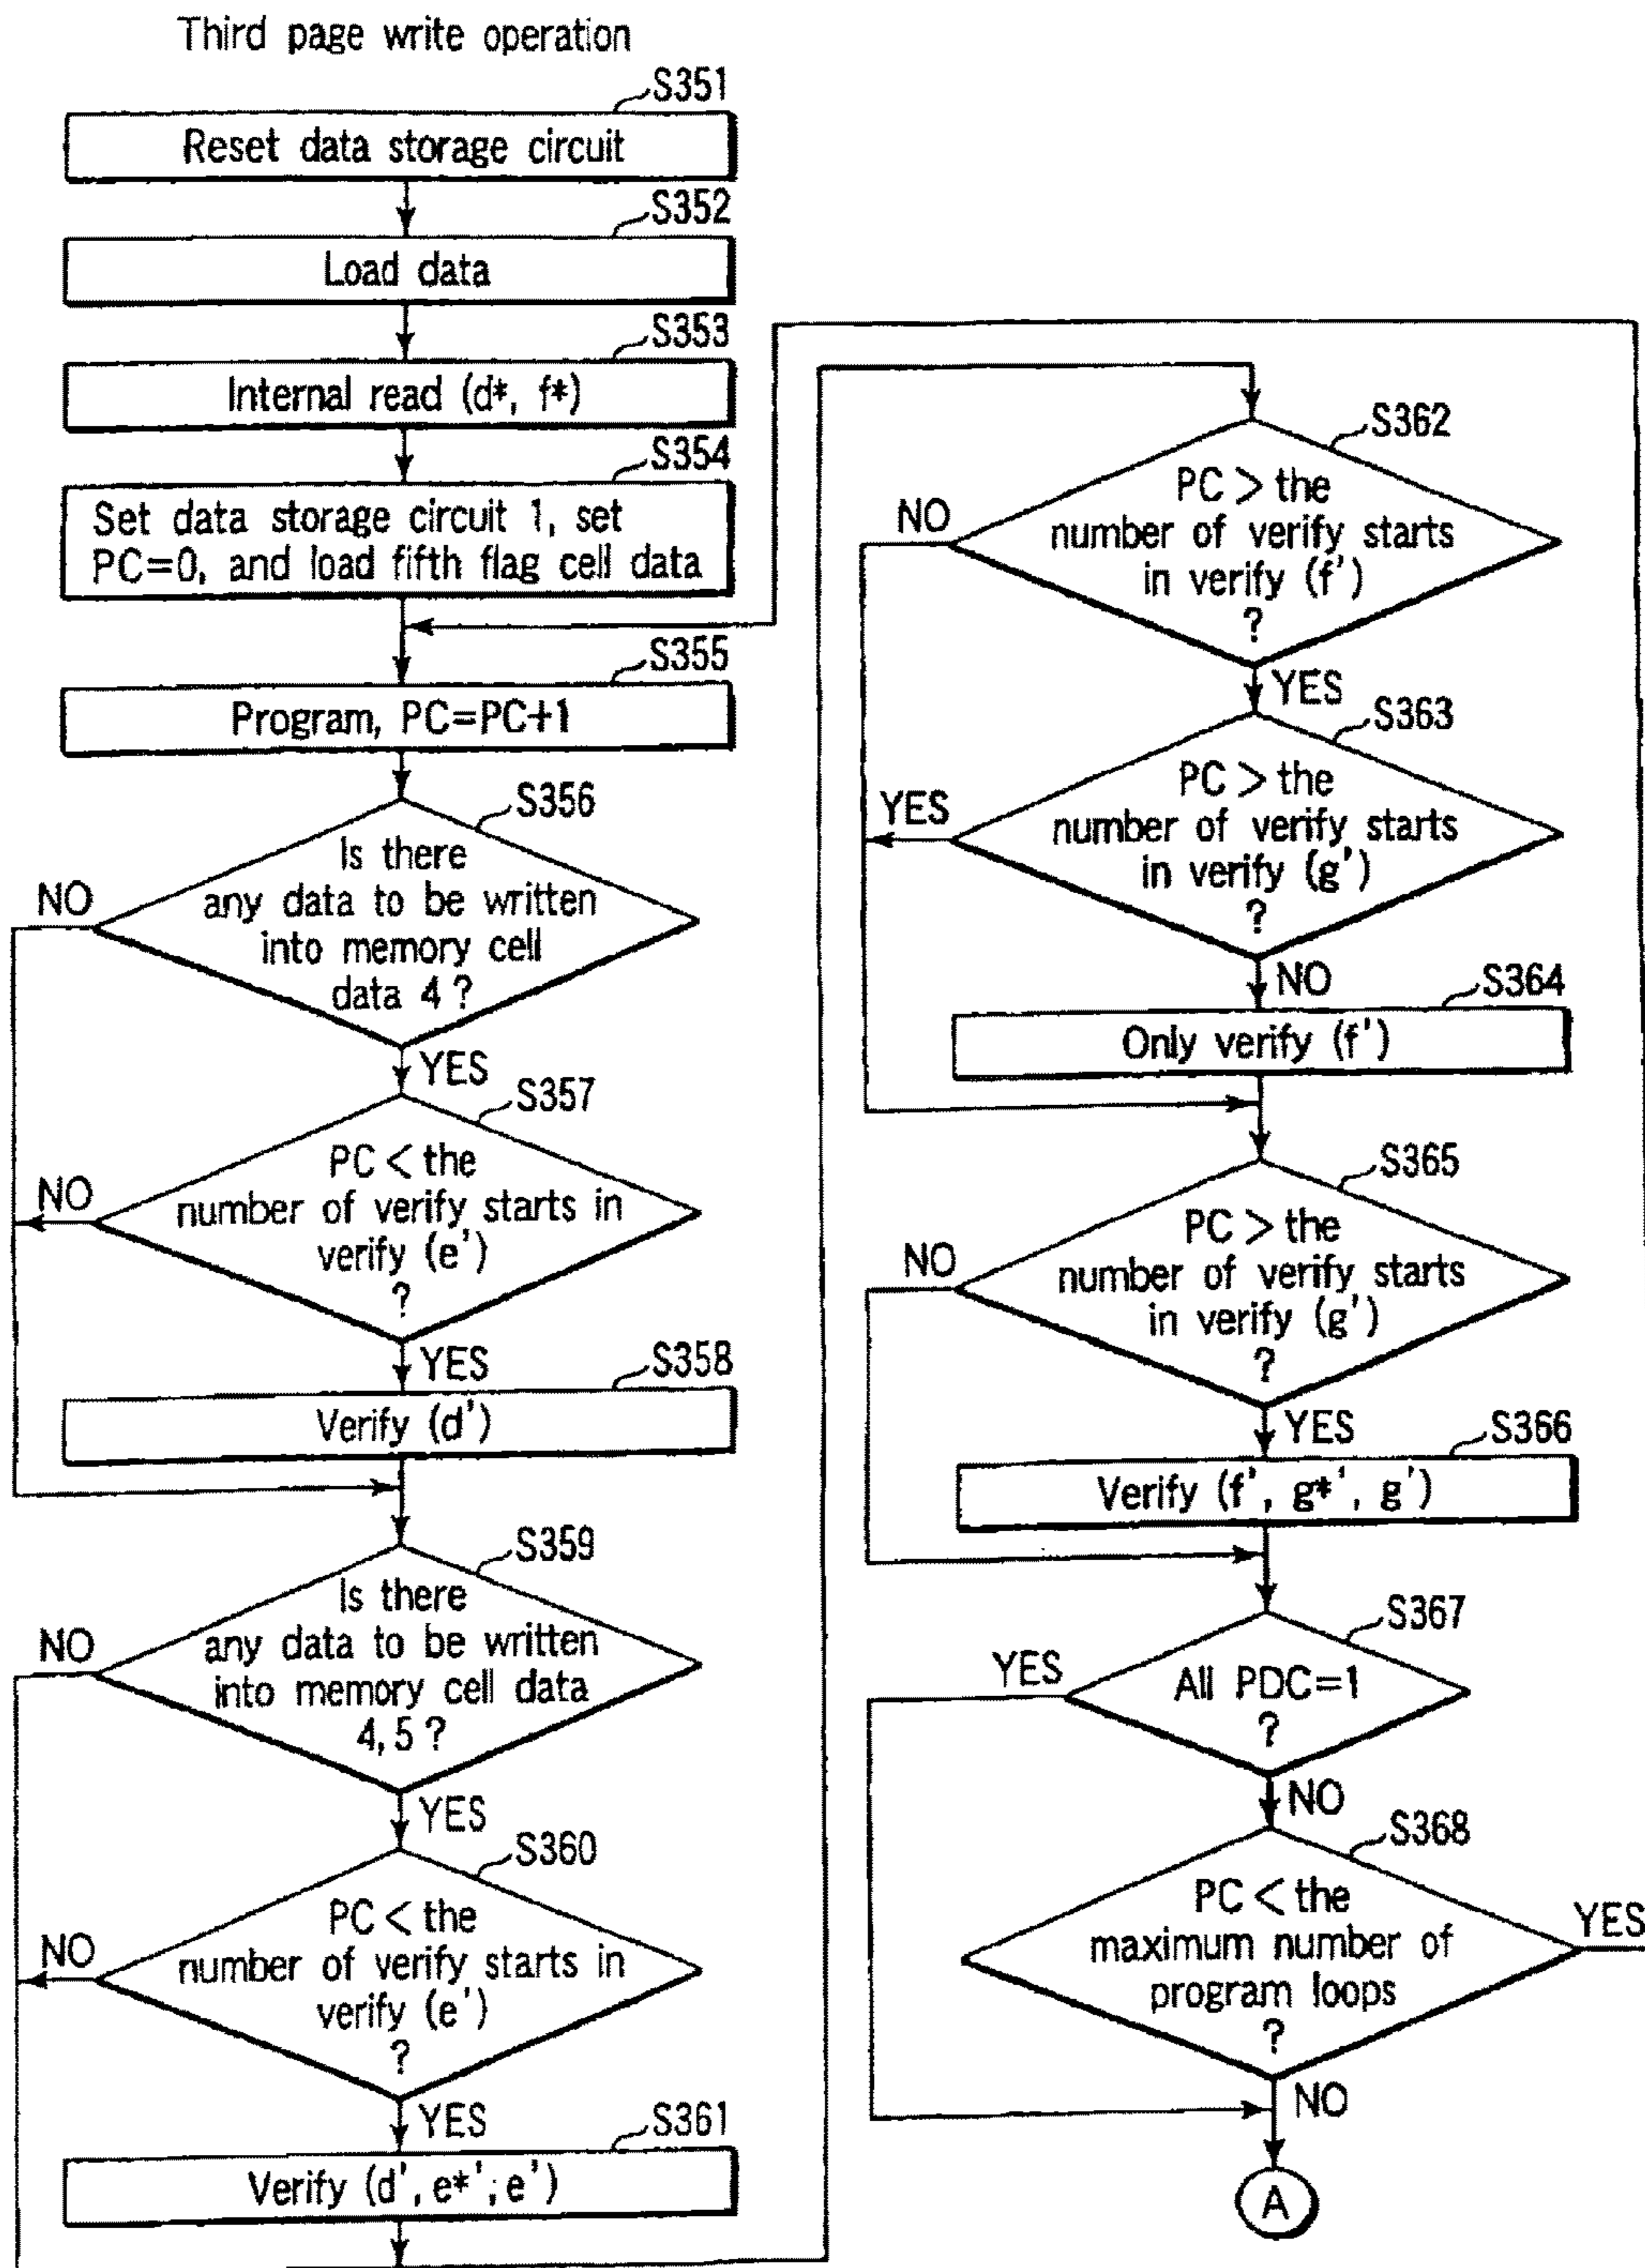 Third page write operation
S351
Reset data storage circuit
S352
Load data
S353
Internal read (d*, f*)
S354
Set data storage circuit 1, set
PC=0, and load fifth flag cell data
S355
Program, PC=PC+1
S356
Is there
any data to be written
into memory cell
data 4 ?
NO
YES
S357
PC < the
number of verify starts in
verify (e')
?
NO
YES
S358
Verify (d')
S359
Is there
any data to be written
into memory cell data
4, 5 ?
NO
YES
S360
PC < the
number of verify starts in
verify (e')
?
NO
YES
S361
Verify (d', e*'; e')
S362
PC > the
number of verify starts
in verify (f')
?
NO
YES
S363
PC > the
number of verify starts
in verify (g')
?
YES
NO
S364
Only verify (f')
S365
PC > the
number of verify starts
in verify (g')
?
NO
YES
S366
Verify (f', g*', g')
S367
All PDC=1
?
YES
NO
S368
PC < the
maximum number of
program loops
?
YES
NO
A